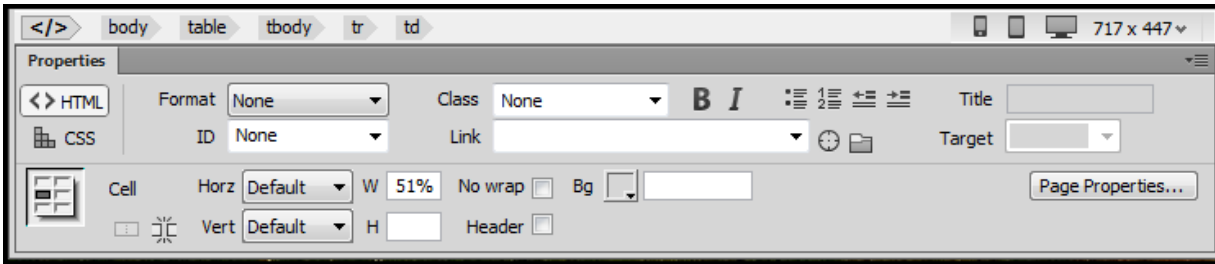 </> body table tbody tr td 717 x 447
Properties
<> HTML Format None Class None B I Title
CSS ID None Link Target
Cell Horz Default W 51% No wrap Bg Page Properties...
Vert Default H Header